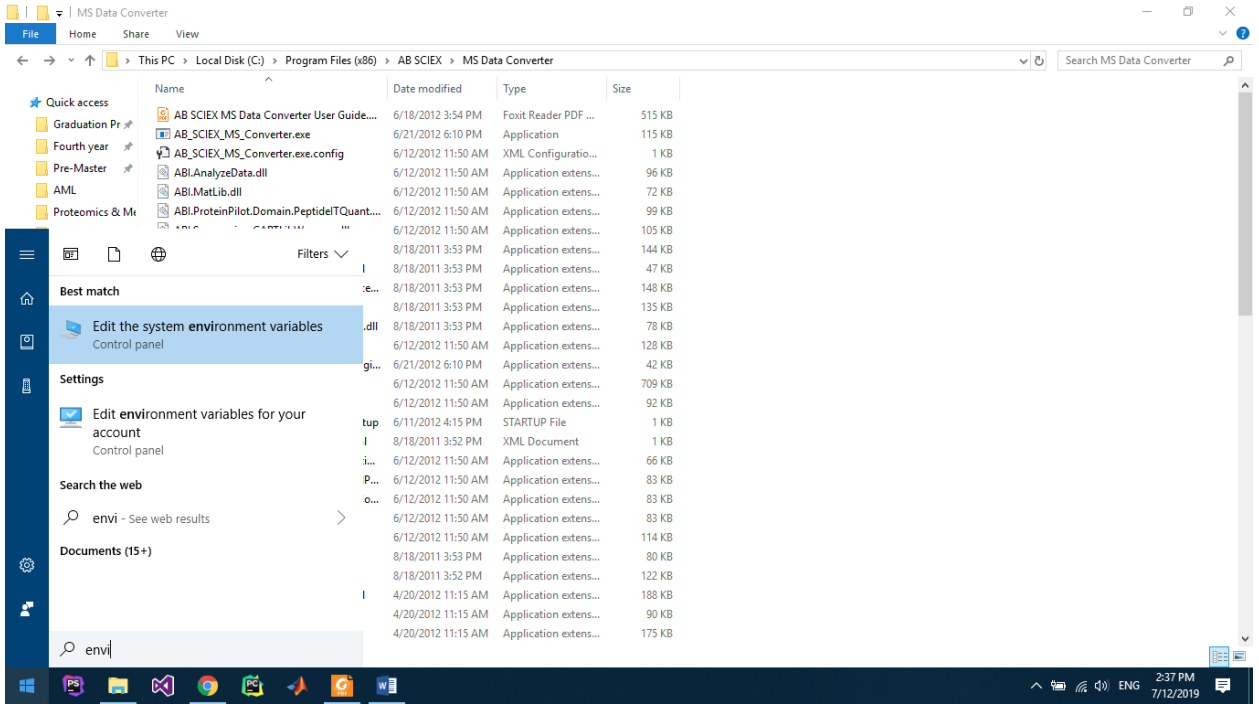 MS Data Converter
File Home Share View
This PC > Local Disk (C:) > Program Files (x86) > AB SCIEX > MS Data Converter
Search MS Data Converter
Name Date modified Type Size
Quick access
Graduation Pr
Fourth year
Pre-Master
AML
Proteomics & Me
AB SCIEX MS Data Converter User Guide.... 6/18/2012 3:54 PM Foxit Reader PDF ... 515 KB
AB_SCIEX_MS_Converter.exe 6/21/2012 6:10 PM Application 115 KB
AB_SCIEX_MS_Converter.exe.config 6/12/2012 11:50 AM XML Configuratio... 1 KB
ABI.AnalyzeData.dll 6/12/2012 11:50 AM Application extens... 96 KB
ABI.MatLib.dll 6/12/2012 11:50 AM Application extens... 72 KB
ABI.ProteinPilot.Domain.PeptideITQuant.... 6/12/2012 11:50 AM Application extens... 99 KB
6/12/2012 11:50 AM Application extens... 105 KB
8/18/2011 3:53 PM Application extens... 144 KB
8/18/2011 3:53 PM Application extens... 47 KB
8/18/2011 3:53 PM Application extens... 148 KB
8/18/2011 3:53 PM Application extens... 135 KB
.dll 8/18/2011 3:53 PM Application extens... 78 KB
6/12/2012 11:50 AM Application extens... 128 KB
6/21/2012 6:10 PM Application extens... 42 KB
6/12/2012 11:50 AM Application extens... 709 KB
6/12/2012 11:50 AM Application extens... 92 KB
tup 6/11/2012 4:15 PM STARTUP File 1 KB
8/18/2011 3:52 PM XML Document 1 KB
6/12/2012 11:50 AM Application extens... 66 KB
6/12/2012 11:50 AM Application extens... 83 KB
6/12/2012 11:50 AM Application extens... 83 KB
6/12/2012 11:50 AM Application extens... 83 KB
6/12/2012 11:50 AM Application extens... 114 KB
8/18/2011 3:53 PM Application extens... 80 KB
8/18/2011 3:52 PM Application extens... 122 KB
4/20/2012 11:15 AM Application extens... 188 KB
4/20/2012 11:15 AM Application extens... 90 KB
4/20/2012 11:15 AM Application extens... 175 KB
Filters
Best match
Edit the system environment variables
Control panel
Settings
Edit environment variables for your
account
Control panel
Search the web
envi - See web results
Documents (15+)
envi
ENG
2:37 PM
7/12/2019